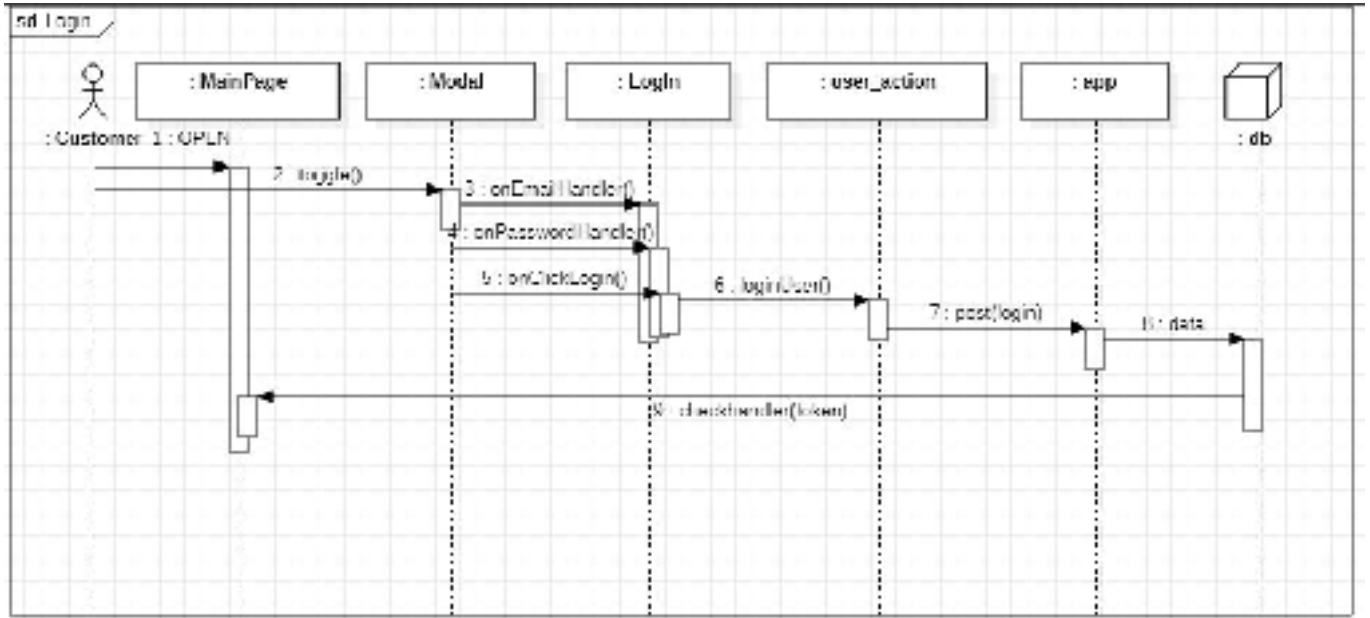 sd Login
: MainPage
: Modal
: LogIn
: user_action
: app
: Customer
1 : OPEN
: db
2 : toggle()
3 : onEmailHandler()
4 : onPasswordHandler()
5 : onClickLogin()
6 : loginUser()
7 : post(login)
8 : data
9 : checkhandler(token)